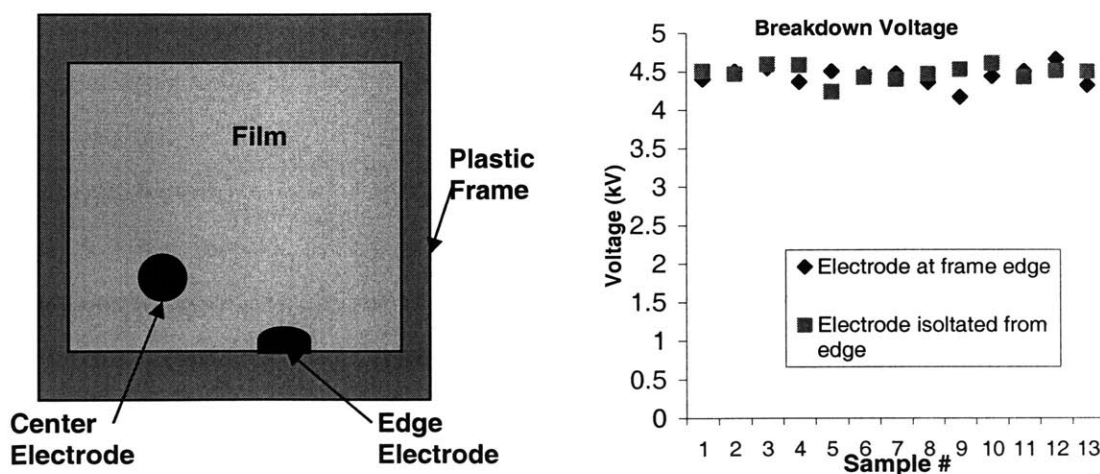 Film
Plastic
Frame
Center
Electrode
Edge
Electrode
Breakdown Voltage
5
4.5
4
3.5
3
2.5
2
1.5
1
0.5
0
Voltage (kV)
Electrode at frame edge
Electrode isoltated from
edge
1 2 3 4 5 6 7 8 9 10 11 12 13
Sample #